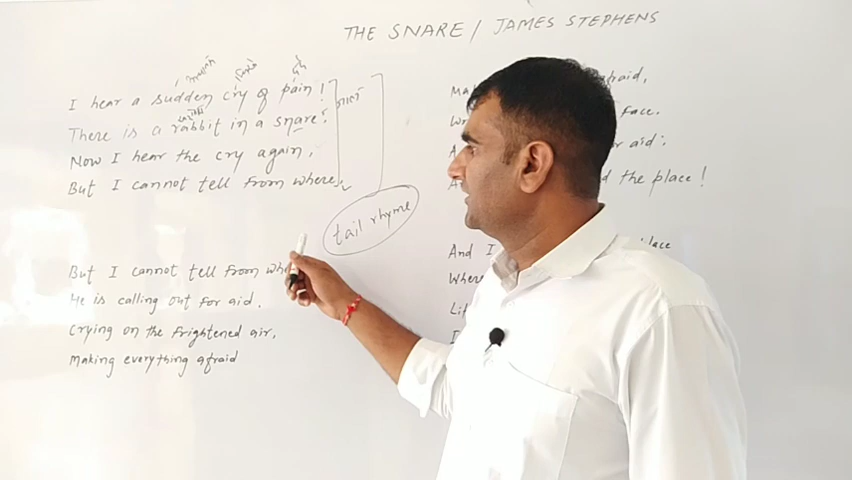 THE SNARE / JAMES STEPHENS
I hear a sudden cry of pain!
There is a rabbit in a snare:
Now I hear the cry again,
But I cannot tell from where.
tail rhyme
But I cannot tell from
He is calling out for aid.
Crying on the frightened air,
Making everything afraid
afraid,
face.
aid:
the place!
And I